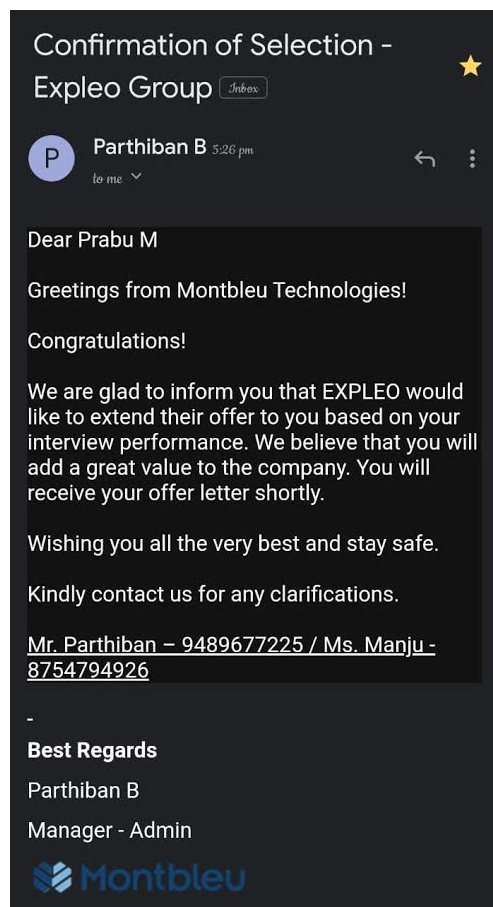 Confirmation of Selection -
Expleo Group Inbox
P
Parthiban B 5:26 pm
to me
Dear Prabu M
Greetings from Montbleu Technologies!
Congratulations!
We are glad to inform you that EXPLEO would
like to extend their offer to you based on your
interview performance. We believe that you will
add a great value to the company. You will
receive your offer letter shortly.
Wishing you all the very best and stay safe.
Kindly contact us for any clarifications.
Mr. Parthiban – 9489677225 / Ms. Manju -
8754794926
-
Best Regards
Parthiban B
Manager - Admin
Montbleu